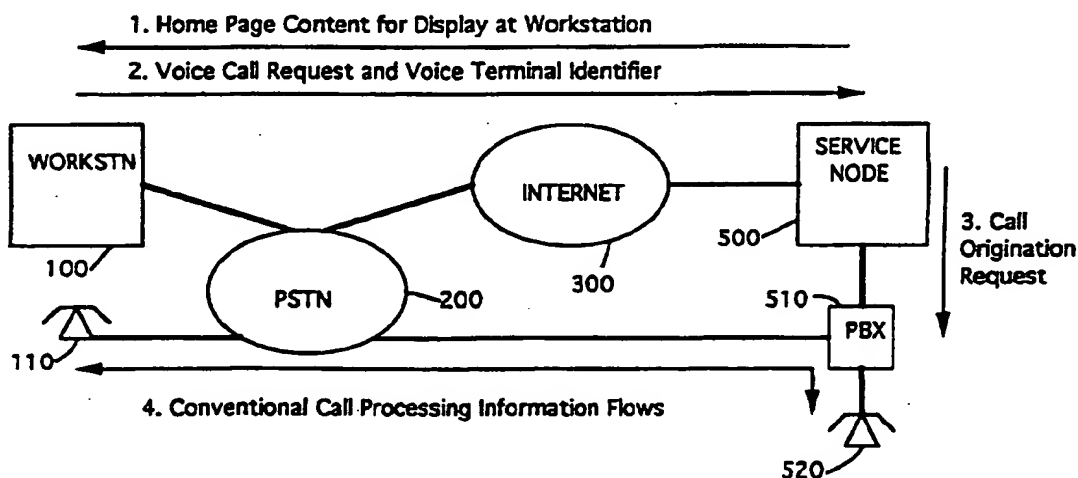 1. Home Page Content for Display at Workstation
2. Voice Call Request and Voice Terminal Identifier
WORKSTN
INTERNET
SERVICE
NODE
100
PSTN
200
300
500
3. Call
Origination
Request
510
PBX
110
4. Conventional Call Processing Information Flows
520